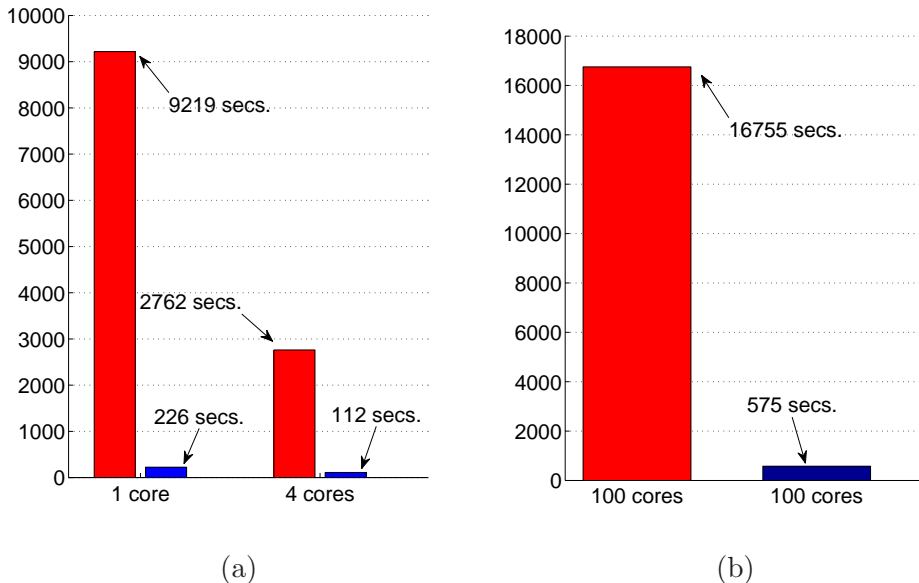 10000
9000
8000
7000
6000
5000
4000
3000
2000
1000
0
9219 secs.
2762 secs.
226 secs.
112 secs.
1 core
4 cores
(a)
18000
16000
14000
12000
10000
8000
6000
4000
2000
0
16755 secs.
575 secs.
100 cores
100 cores
(b)